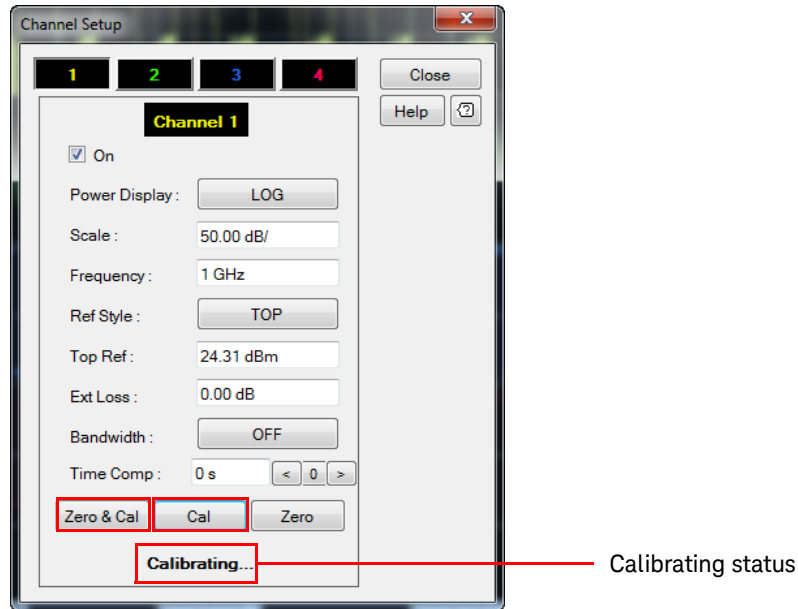 Channel Setup
x
1 2 3 4
Close
Help ?
Channel 1
On
Power Display : LOG
Scale : 50.00 dB/
Frequency : 1 GHz
Ref Style : TOP
Top Ref : 24.31 dBm
Ext Loss : 0.00 dB
Bandwidth : OFF
Time Comp : 0 s < 0 >
Zero & Cal Cal Zero
Calibrating...
Calibrating status